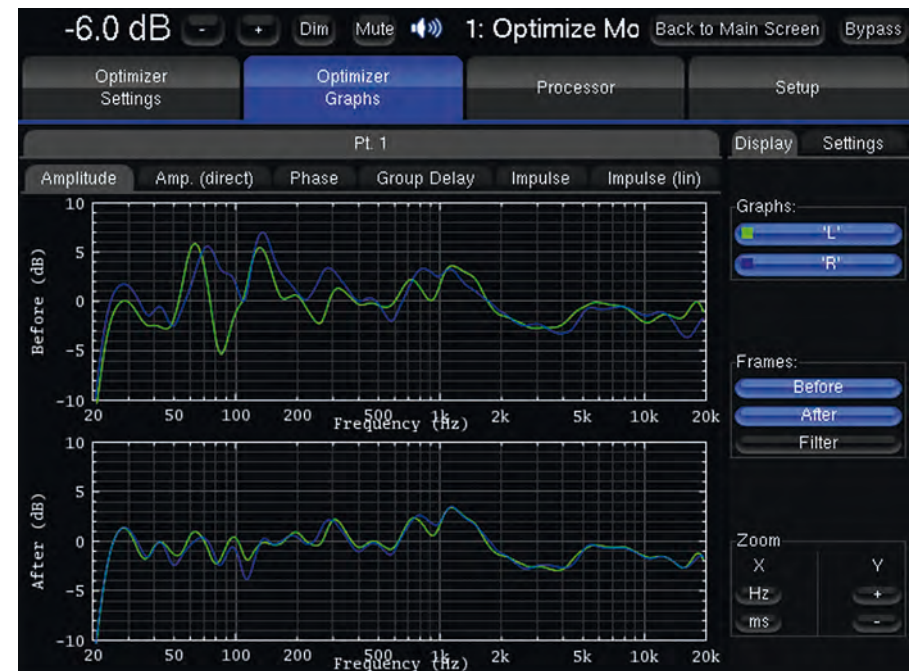 -6.0 dB - + Dim Mute 1: Optimize Mo Back to Main Screen Bypass
Optimizer Settings
Optimizer Graphs
Processor
Setup
Pt. 1
Display Settings
Amplitude Amp. (direct) Phase Group Delay Impulse Impulse (lin)
Graphs:
'L'
'R'
Before (dB)
10
5
0
-5
-10
20 50 100 200 500 1k 2k 5k 10k 20k
Frequency (Hz)
Frames:
Before
After
Filter
After (dB)
10
5
0
-5
-10
20 50 100 200 500 1k 2k 5k 10k 20k
Frequency (Hz)
Zoom
X Y
Hz +
ms -